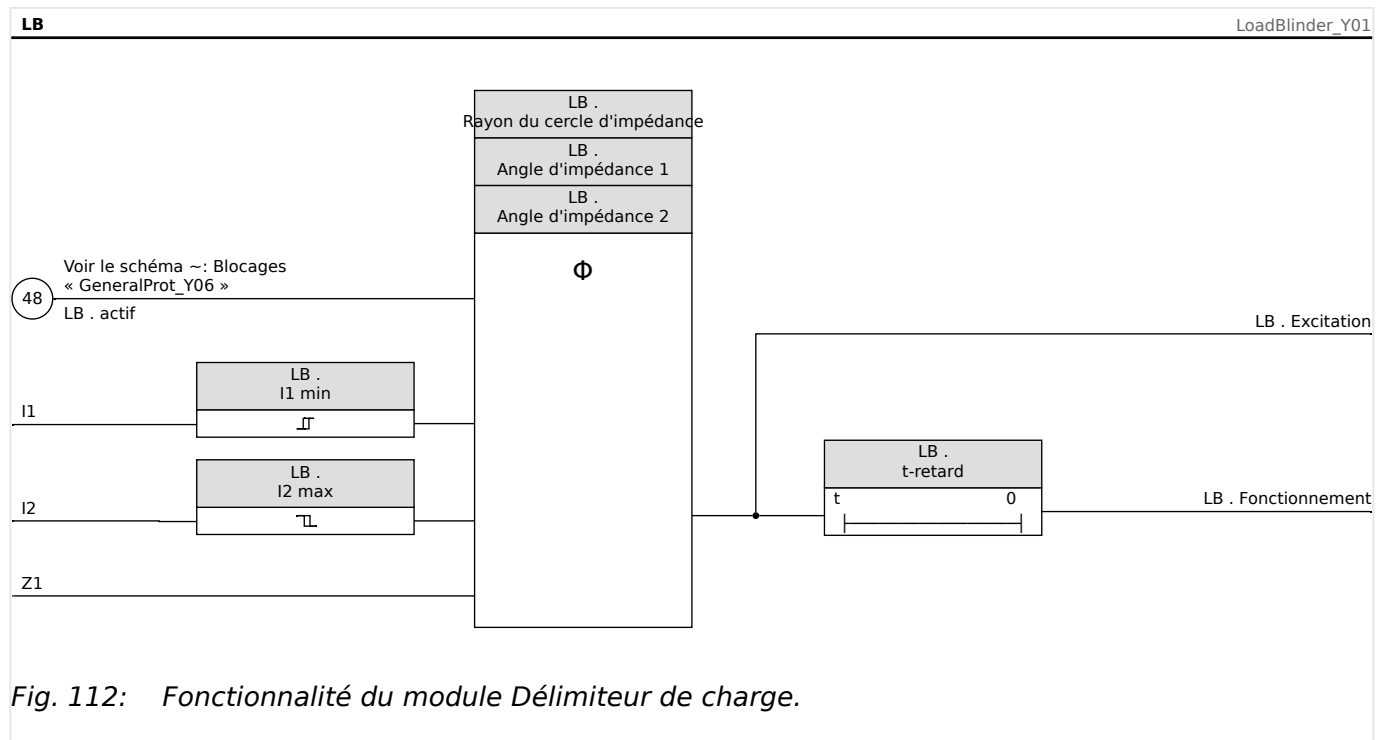 LB
LoadBlinder_Y01
LB .
Rayon du cercle d'impédance
LB .
Angle d'impédance 1
LB .
Angle d'impédance 2
Φ
48
Voir le schéma ~: Blocages
« GeneralProt_Y06 »
LB . actif
LB . Excitation
LB .
I1 min
I1
LB .
I2 max
I2
LB .
t-retard
t 0
LB . Fonctionnement
Z1
Fig. 112: Fonctionnalité du module Délimiteur de charge.